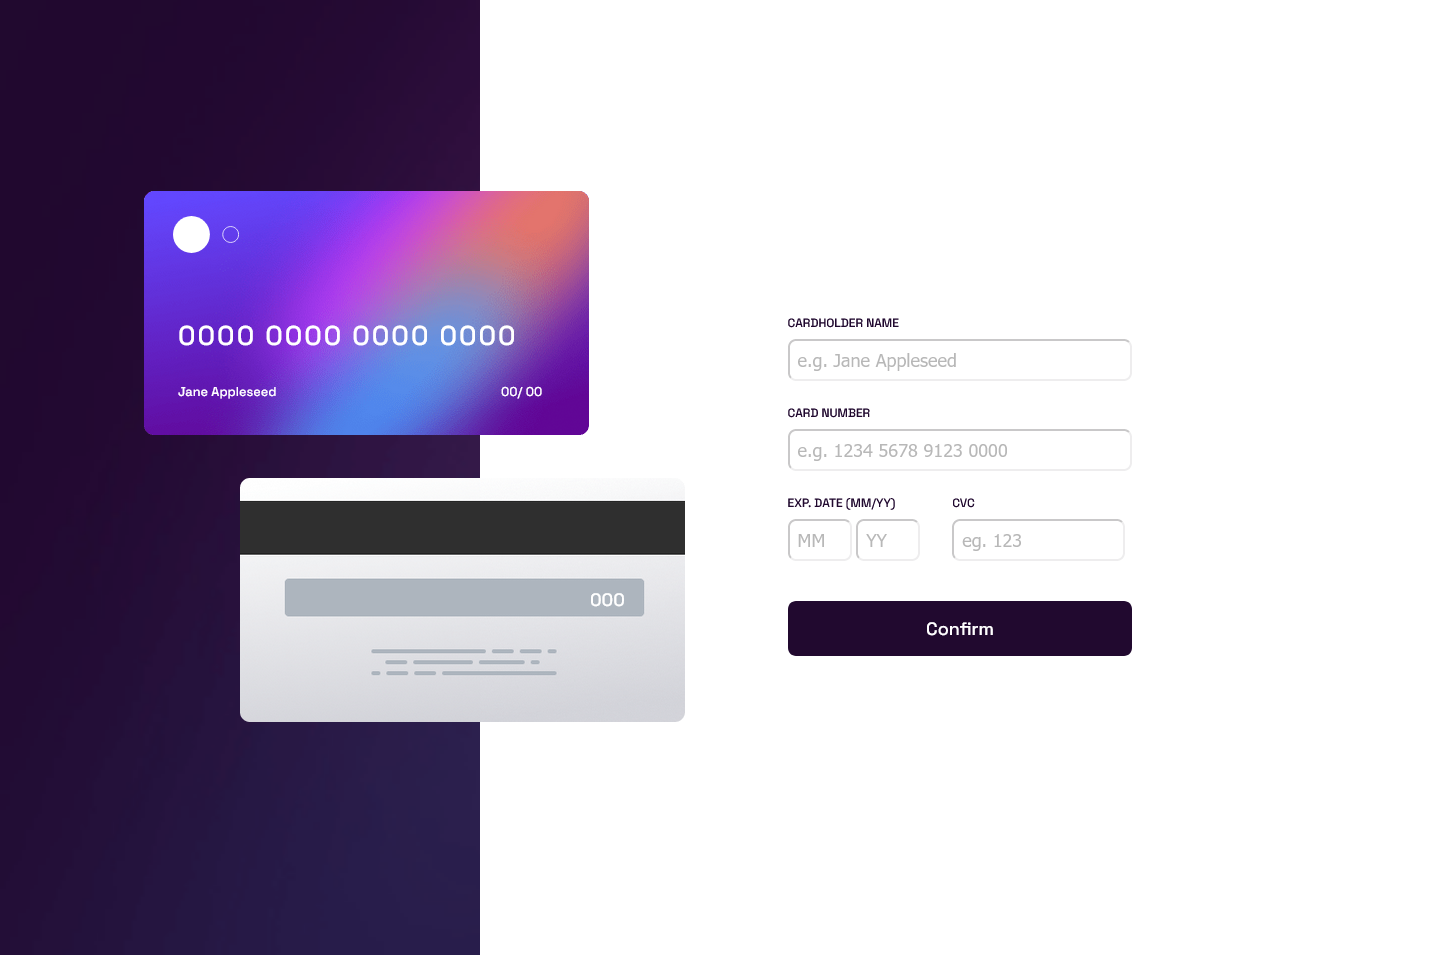 0000 0000 0000 0000
Jane Appleseed 00/ 00
000
CARDHOLDER NAME
e.g. Jane Appleseed
CARD NUMBER
e.g. 1234 5678 9123 0000
EXP. DATE (MM/YY) CVC
MM YY eg. 123
Confirm